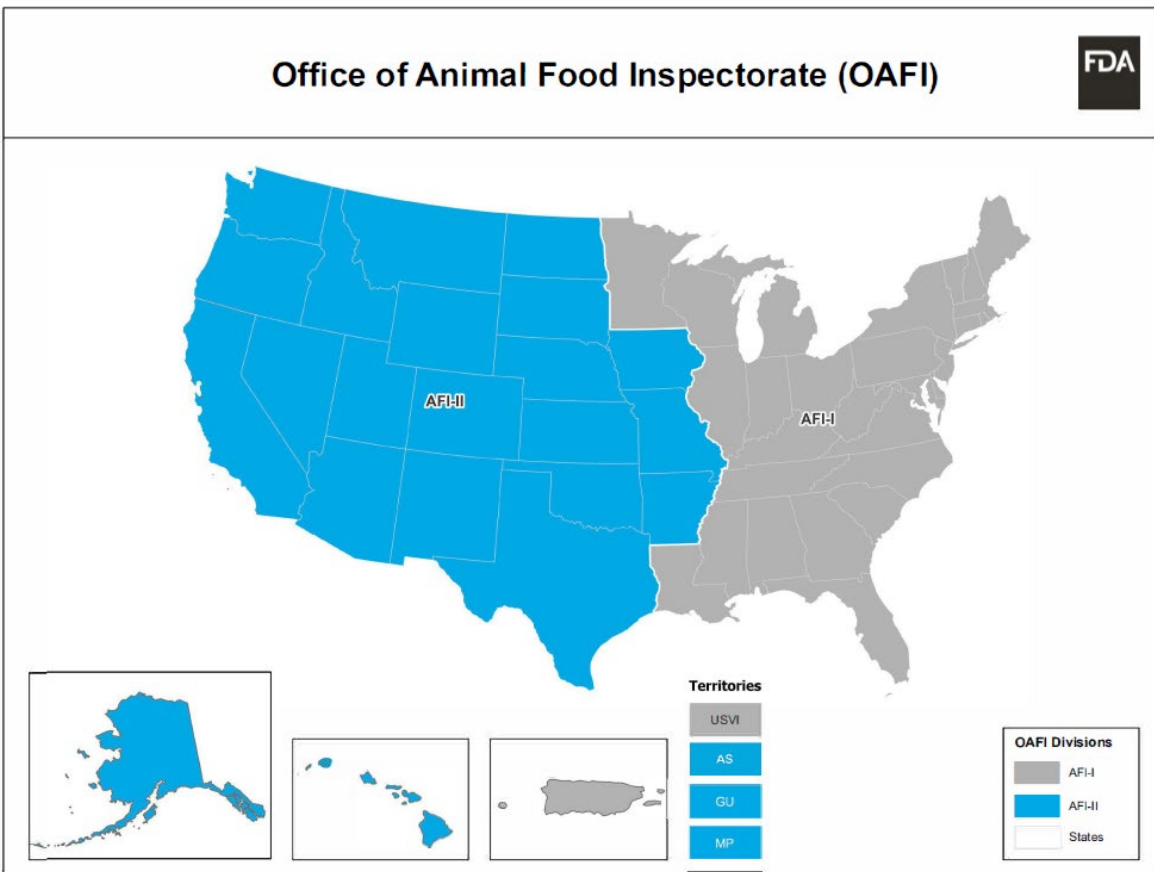 Office of Animal Food Inspectorate (OAFI)
FDA
AFI-II
AFI-I
Territories
USVI
AS
GU
MP
OAFI Divisions
AFI-I
AFI-II
States